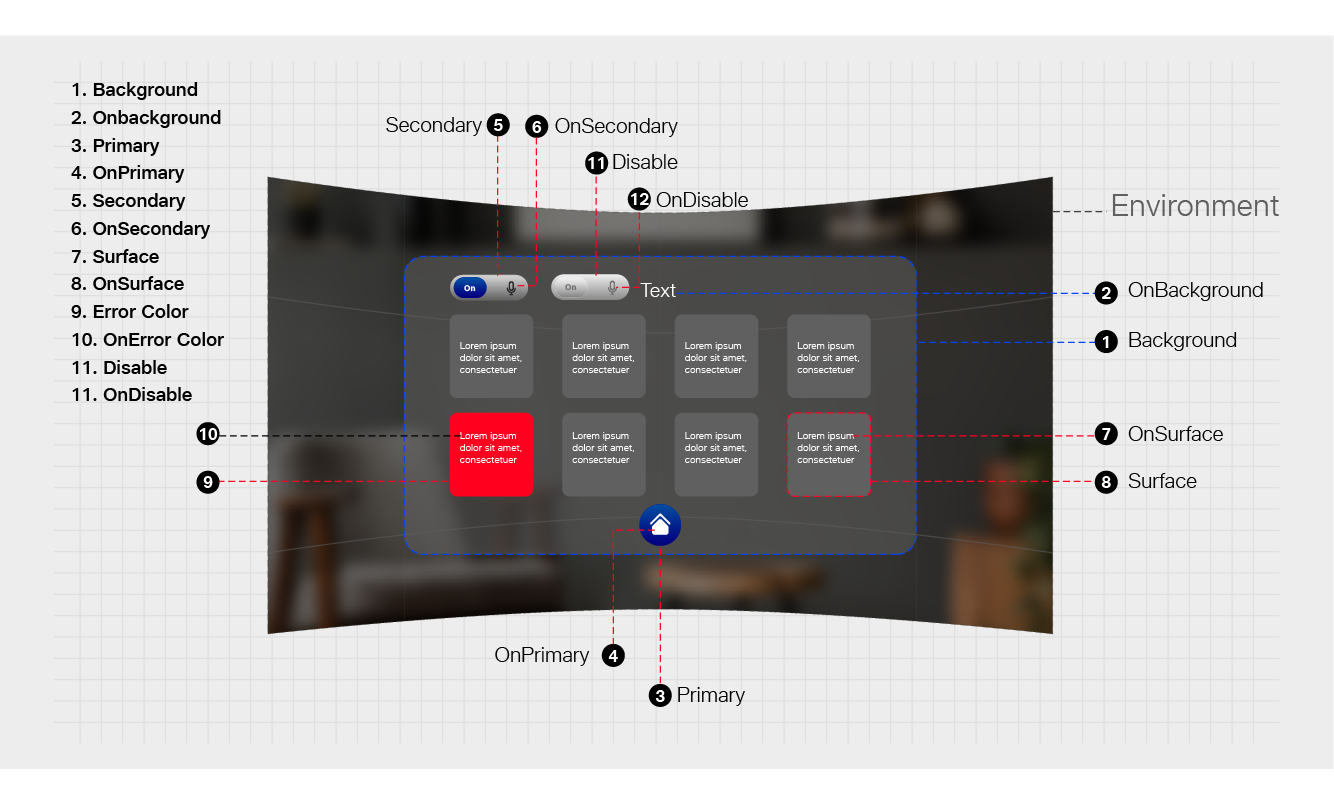 1. Background
2. Onbackground
3. Primary
4. OnPrimary
5. Secondary
6. OnSecondary
7. Surface
8. OnSurface
9. Error Color
10. OnError Color
11. Disable
11. OnDisable
Secondary 5
6 OnSecondary
11 Disable
12 OnDisable
Environment
On
On
Text
2 OnBackground
1 Background
Lorem ipsum
dolor sit amet,
consectetuer
Lorem ipsum
dolor sit amet,
consectetuer
Lorem ipsum
dolor sit amet,
consectetuer
Lorem ipsum
dolor sit amet,
consectetuer
10
9
Lorem ipsum
dolor sit amet,
consectetuer
Lorem ipsum
dolor sit amet,
consectetuer
Lorem ipsum
dolor sit amet,
consectetuer
Lorem ipsum
dolor sit amet,
consectetuer
7 OnSurface
8 Surface
OnPrimary 4
3 Primary